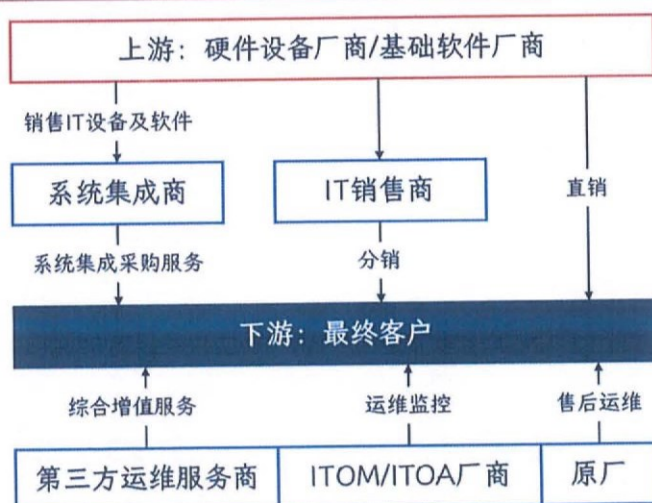 上游：硬件设备厂商/基础软件厂商
销售IT设备及软件
系统集成商
IT销售商
直销
系统集成采购服务
分销
下游：最终客户
综合增值服务
运维监控
售后运维
第三方运维服务商
ITOM/ITOA厂商
原厂